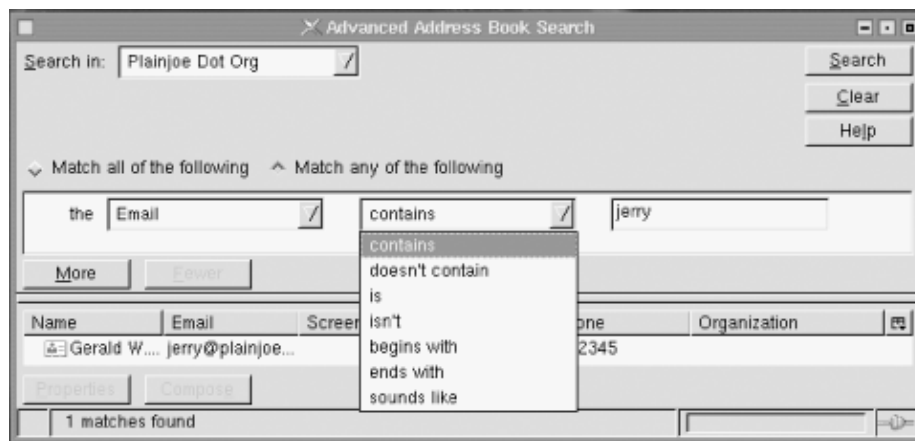 Advanced Address Book Search
Search in: Plainjoe Dot Org Search
Clear
Help
Match all of the following Match any of the following
the Email contains jerry
contains
doesn't contain
is
isn't
begins with
ends with
sounds like
More Fewer
Name Email Screen one Organization
Gerald W.... jerry@plainjoe... 2345
Properties Compose
1 matches found